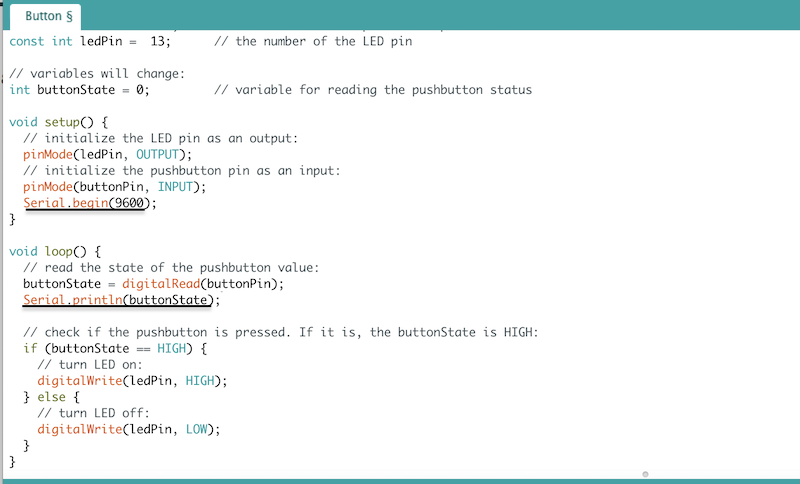 Button §
const int ledPin =  13;      // the number of the LED pin
// variables will change:
int buttonState = 0;         // variable for reading the pushbutton status
void setup() {
  // initialize the LED pin as an output:
  pinMode(ledPin, OUTPUT);
  // initialize the pushbutton pin as an input:
  pinMode(buttonPin, INPUT);
  Serial.begin(9600);
}
void loop() {
  // read the state of the pushbutton value:
  buttonState = digitalRead(buttonPin);
  Serial.println(buttonState);
  // check if the pushbutton is pressed. If it is, the buttonState is HIGH:
  if (buttonState == HIGH) {
    // turn LED on:
    digitalWrite(ledPin, HIGH);
  } else {
    // turn LED off:
    digitalWrite(ledPin, LOW);
  }
}